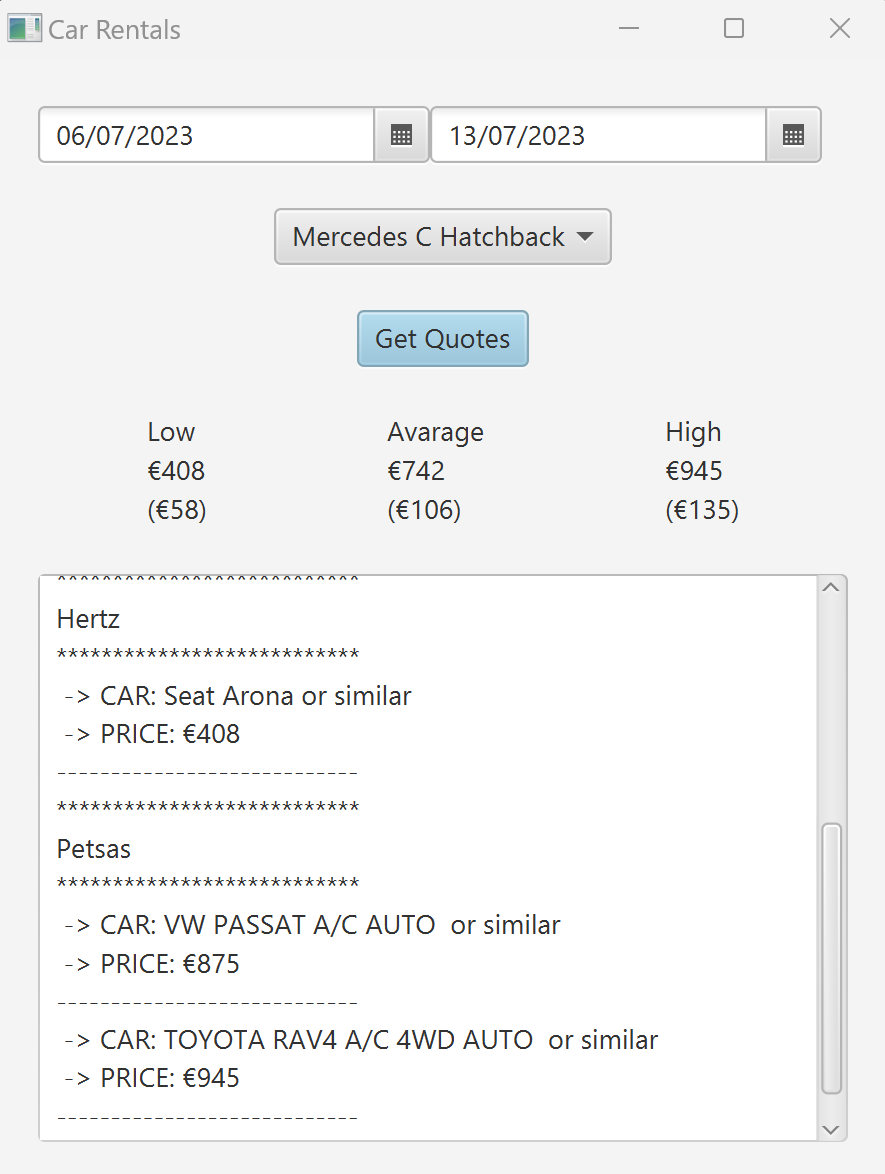 Car Rentals
06/07/2023 13/07/2023
Mercedes C Hatchback
Get Quotes
Low Avarage High
€408 €742 €945
(€58) (€106) (€135)
***************************
Hertz
***************************
-> CAR: Seat Arona or similar
-> PRICE: €408
----------------------------
***************************
Petsas
***************************
-> CAR: VW PASSAT A/C AUTO  or similar
-> PRICE: €875
----------------------------
-> CAR: TOYOTA RAV4 A/C 4WD AUTO  or similar
-> PRICE: €945
----------------------------